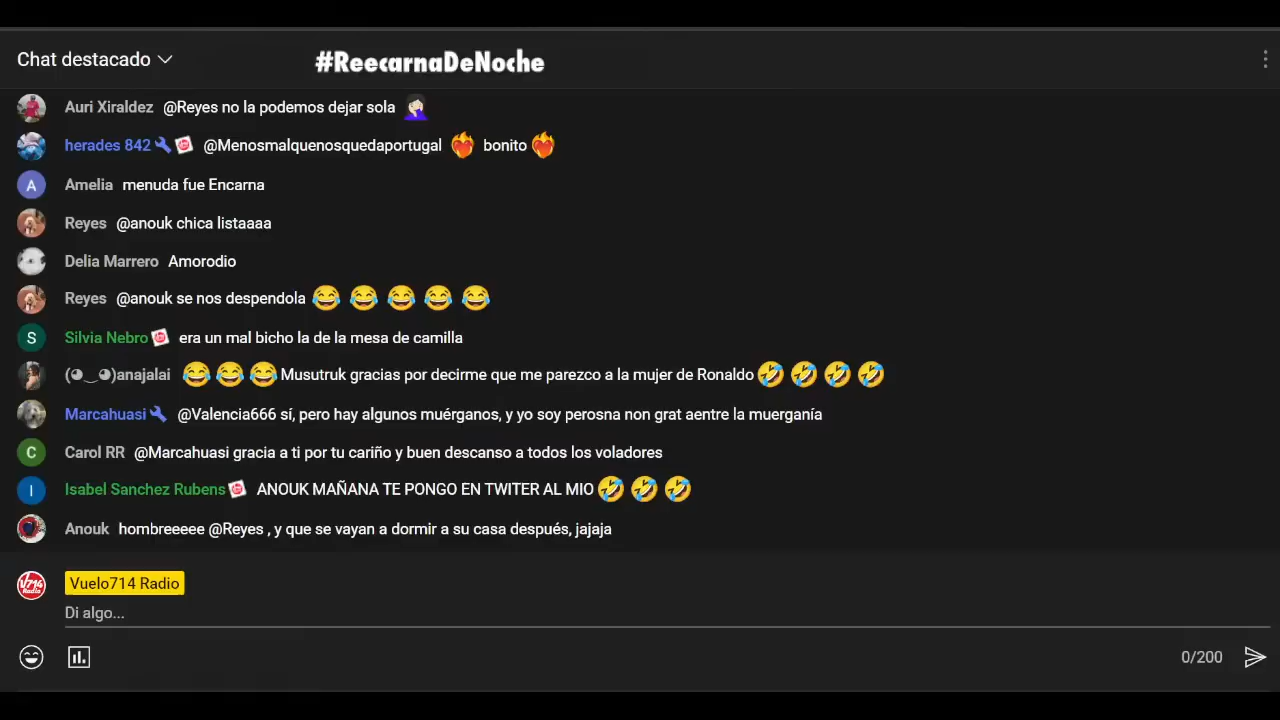 Chat destacado
#ReecarnaDeNoche
Auri Xiraldez @Reyes no la podemos dejar sola 🤦🏻‍♀️
herades 842 @Menosmalquenosquedaportugal ❤️‍🔥 bonito ❤️‍🔥
A Amelia menuda fue Encarna
Reyes @anouk chica listaaaa
Delia Marrero Amorodio
Reyes @anouk se nos despendola 😂 😂 😂 😂 😂
S Silvia Nebro era un mal bicho la de la mesa de camilla
(◕‿◕)anajalai 😂 😂 😂 Musutruk gracias por decirme que me parezco a la mujer de Ronaldo 🤣 🤣 🤣 🤣
Marcahuasi @Valencia666 sí, pero hay algunos muérganos, y yo soy perosna non grat aentre la muerganía
C Carol RR @Marcahuasi gracia a ti por tu cariño y buen descanso a todos los voladores
I Isabel Sanchez Rubens ANOUK MAÑANA TE PONGO EN TWITER AL MIO 🤣 🤣 🤣
Anouk hombreeeee @Reyes , y que se vayan a dormir a su casa después, jajaja
V714 Radio
Vuelo714 Radio
Di algo...
0/200